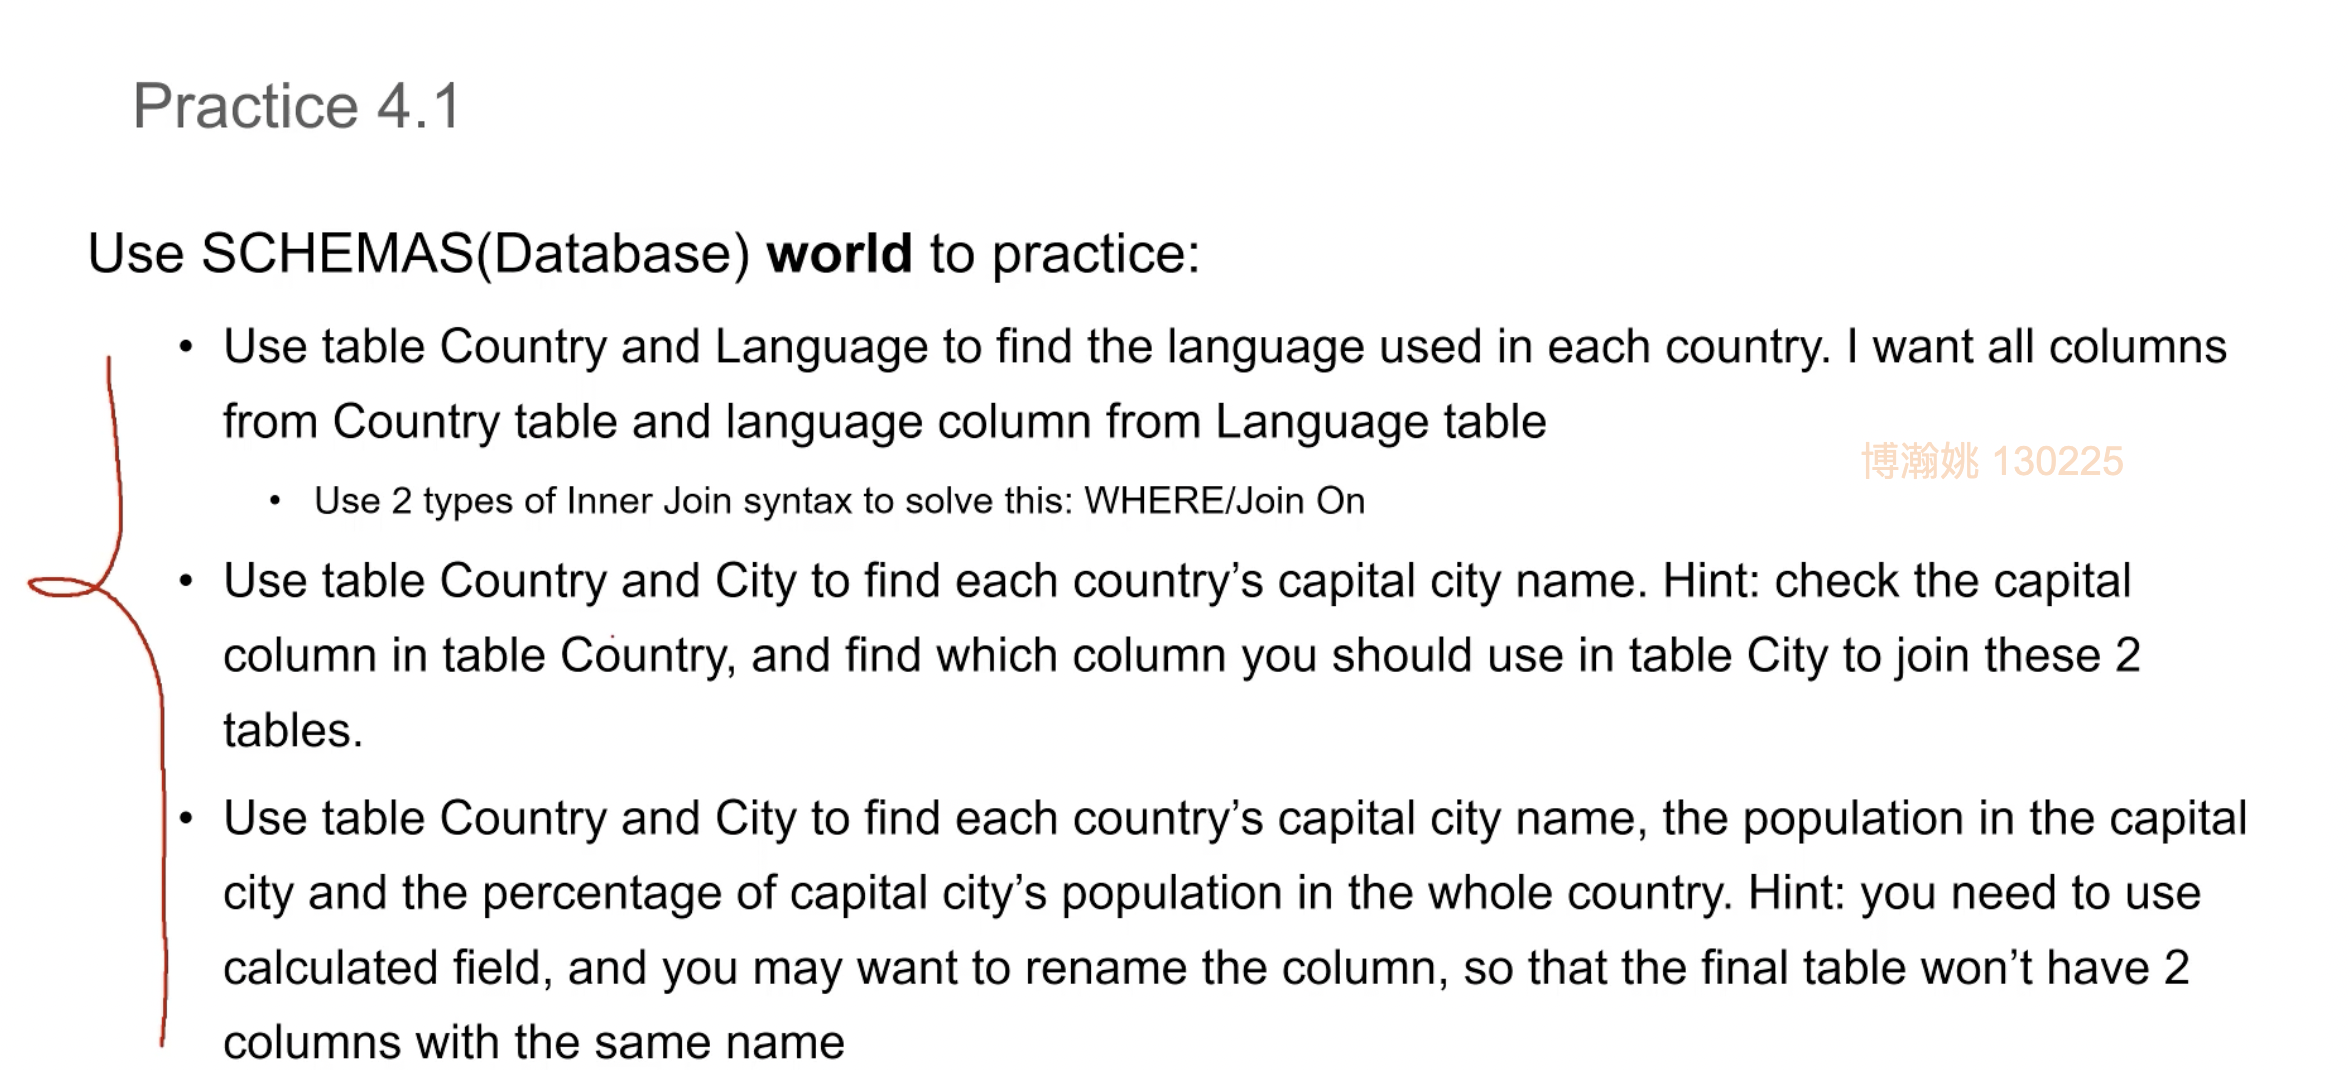 Practice 4.1
Use SCHEMAS(Database) world to practice:
• Use table Country and Language to find the language used in each country. I want all columns
from Country table and language column from Language table
博瀚姚 130225
• Use 2 types of Inner Join syntax to solve this: WHERE/Join On
• Use table Country and City to find each country’s capital city name. Hint: check the capital
column in table Country, and find which column you should use in table City to join these 2
tables.
• Use table Country and City to find each country’s capital city name, the population in the capital
city and the percentage of capital city’s population in the whole country. Hint: you need to use
calculated field, and you may want to rename the column, so that the final table won’t have 2
columns with the same name